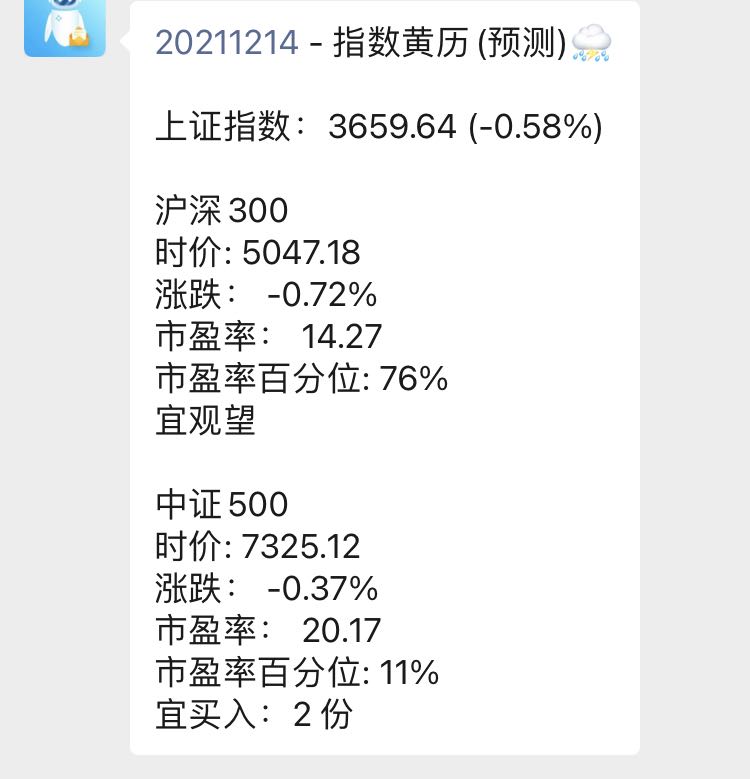 20211214 - 指数黄历 (预测)
上证指数： 3659.64 (-0.58%)
沪深 300
时价: 5047.18
涨跌： -0.72%
市盈率： 14.27
市盈率百分位: 76%
宜观望
中证 500
时价: 7325.12
涨跌： -0.37%
市盈率： 20.17
市盈率百分位: 11%
宜买入： 2 份